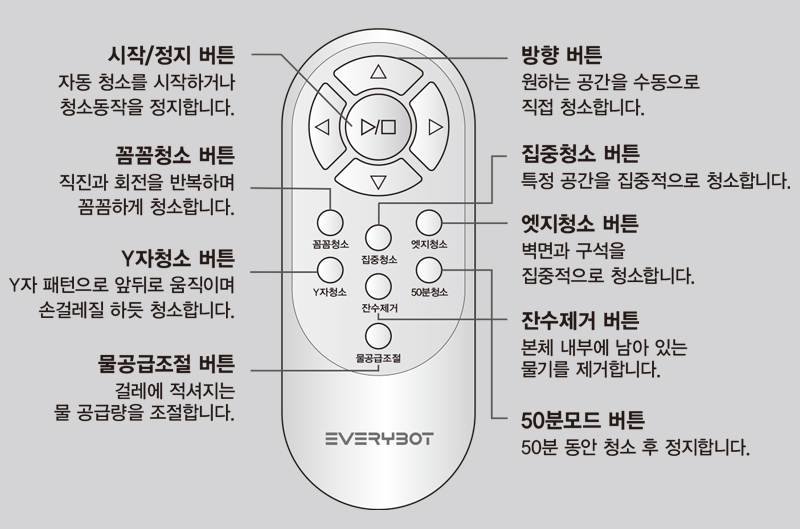 시작/정지 버튼
자동 청소를 시작하거나
청소동작을 정지합니다.
꼼꼼청소 버튼
직진과 회전을 반복하며
꼼꼼하게 청소합니다.
Y자청소 버튼
Y자 패턴으로 앞뒤로 움직이며
손걸레질 하듯 청소합니다.
물공급조절 버튼
걸레에 적셔지는
물 공급량을 조절합니다.
꼼꼼청소
집중청소
엣지청소
Y자청소
잔수제거
50분청소
물공급조절
EVERYBOT
방향 버튼
원하는 공간을 수동으로
직접 청소합니다.
집중청소 버튼
특정 공간을 집중적으로 청소합니다.
엣지청소 버튼
벽면과 구석을
집중적으로 청소합니다.
잔수제거 버튼
본체 내부에 남아 있는
물기를 제거합니다.
50분모드 버튼
50분 동안 청소 후 정지합니다.